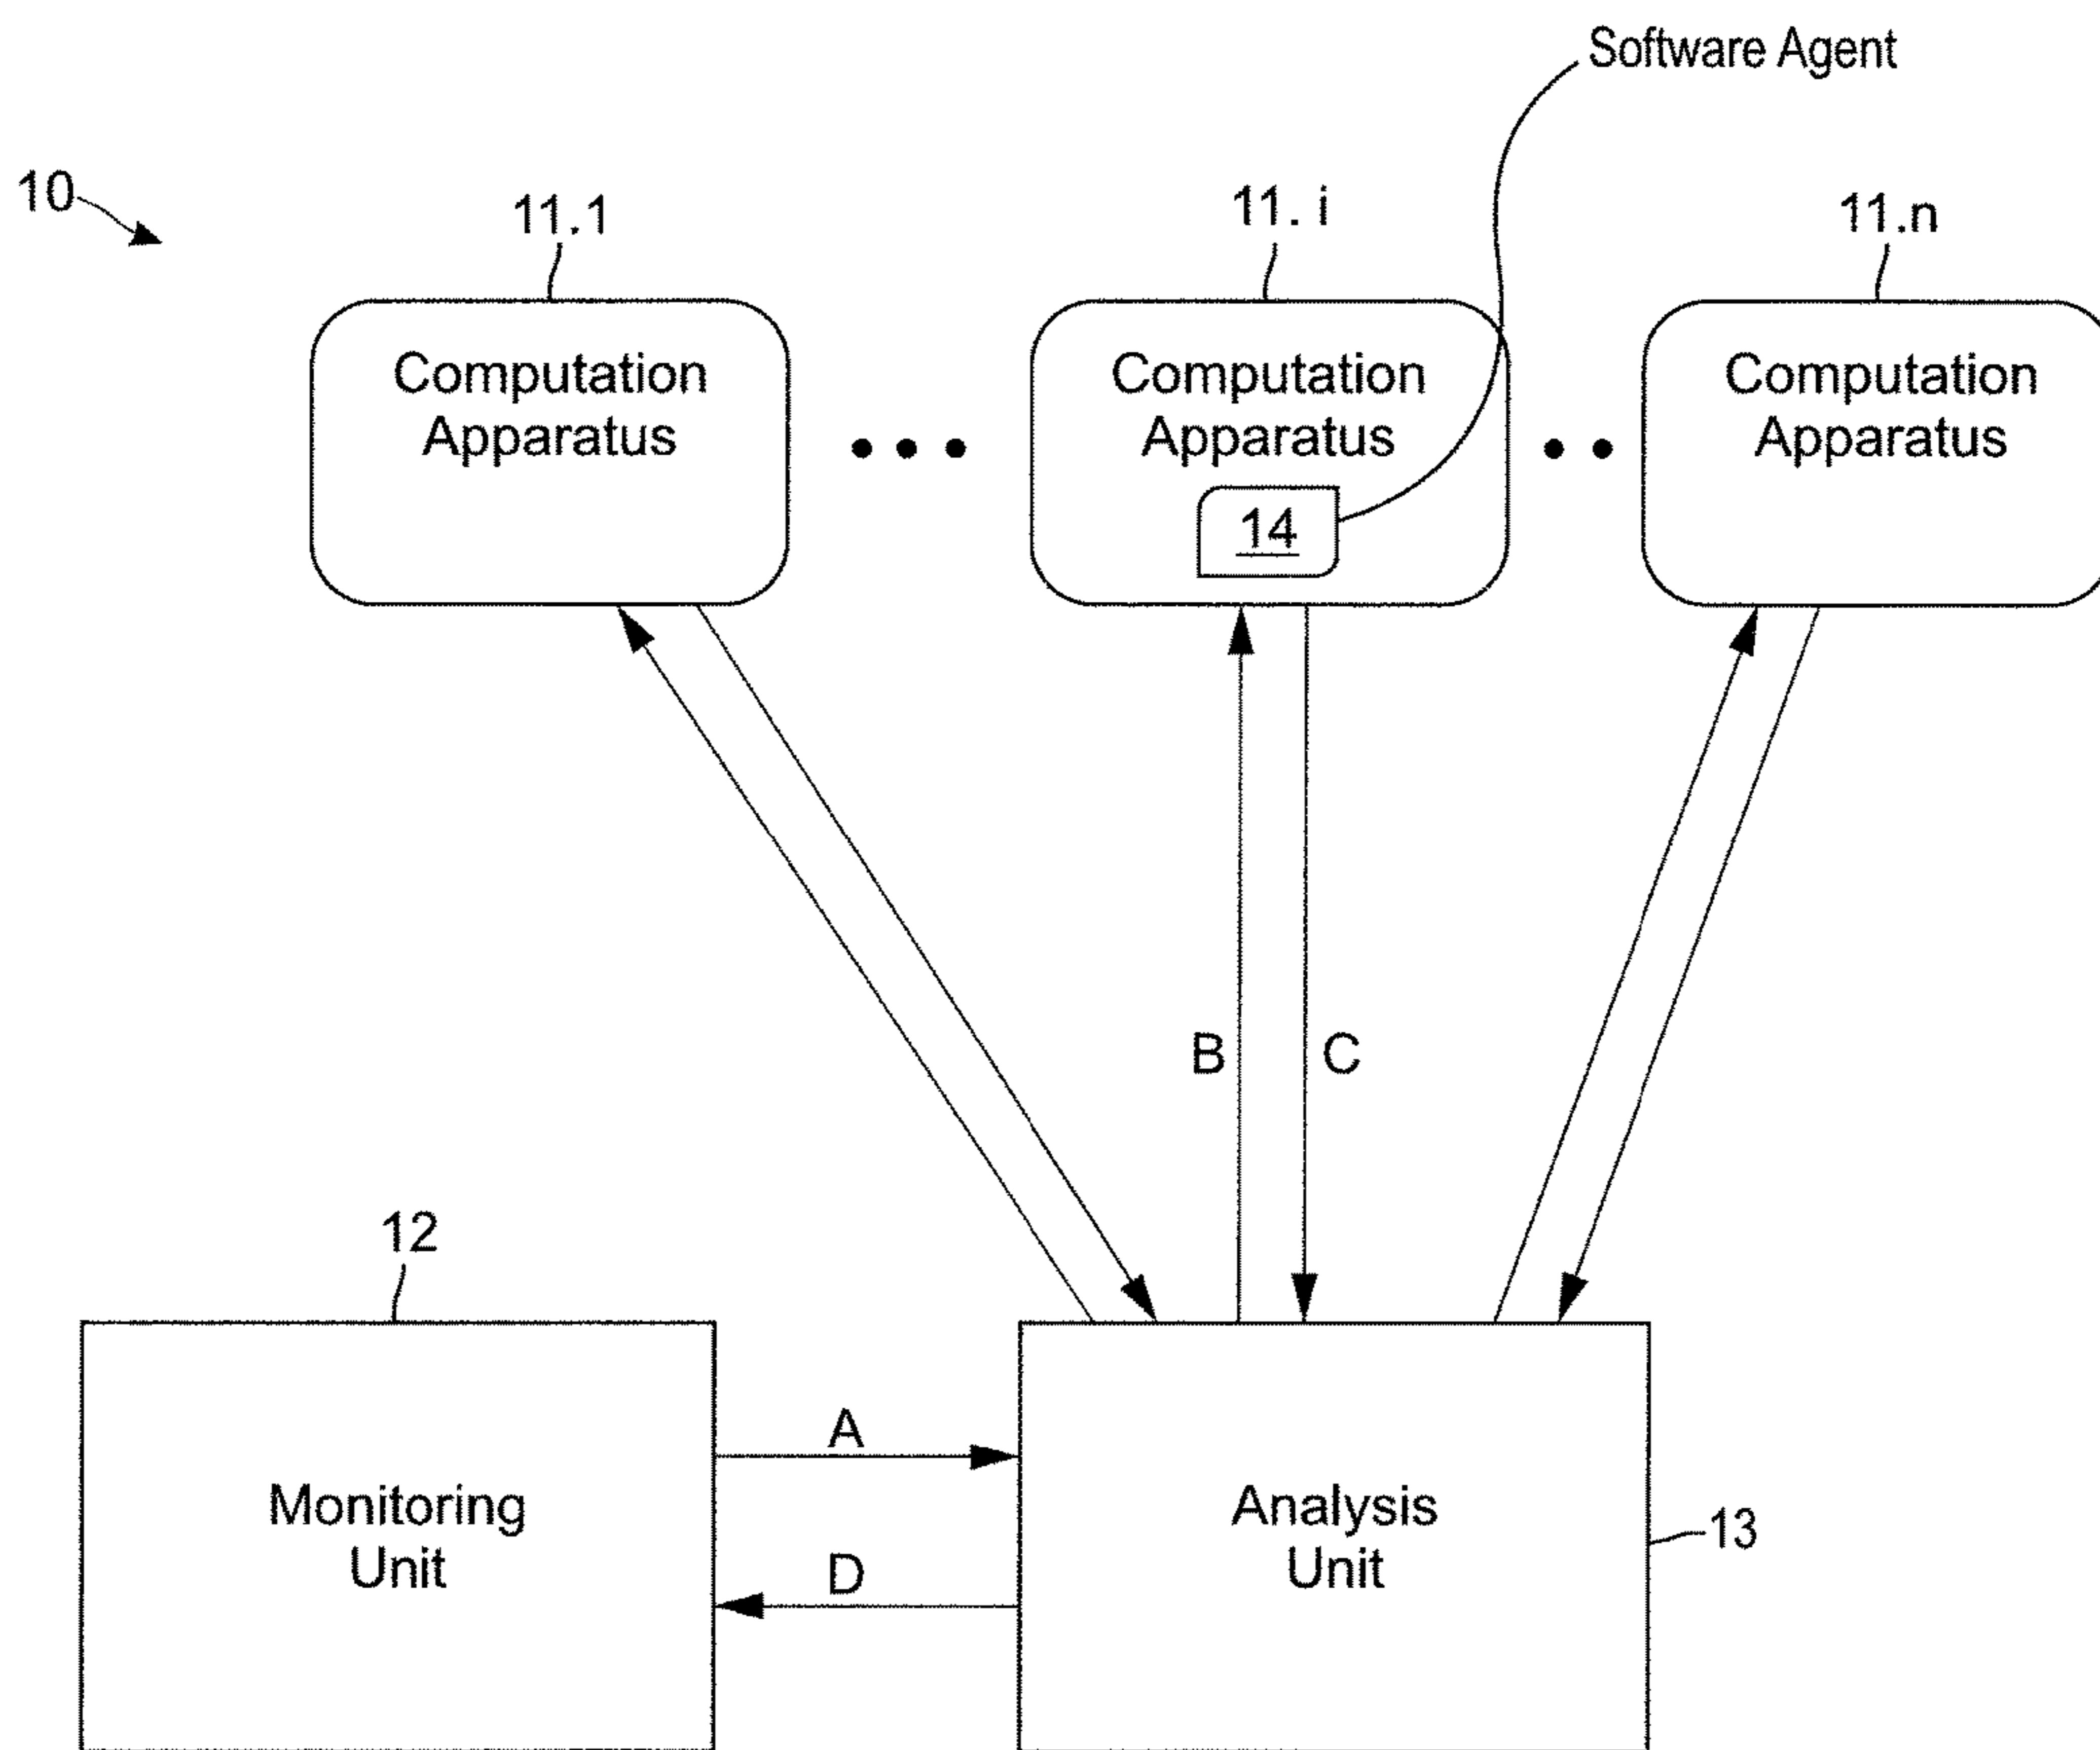 Software Agent
10
11.1
11. i
11.n
Computation
Apparatus
Computation
Apparatus
14
Computation
Apparatus
B
C
12
A
Monitoring
Unit
D
Analysis
Unit
13